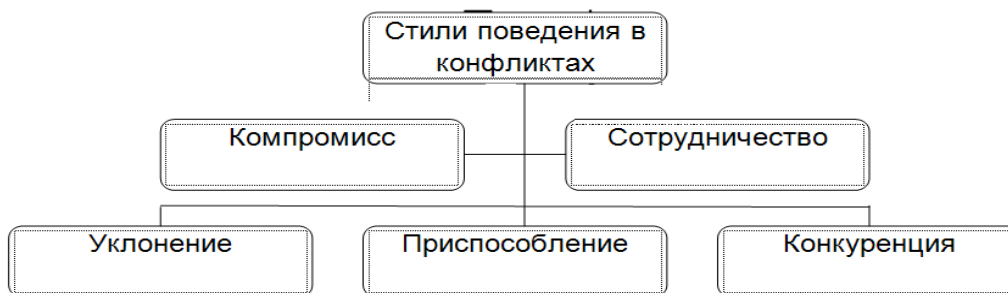 Стили поведения в
конфликтах
Компромисс
Сотрудничество
Уклонение
Приспособление
Конкуренция